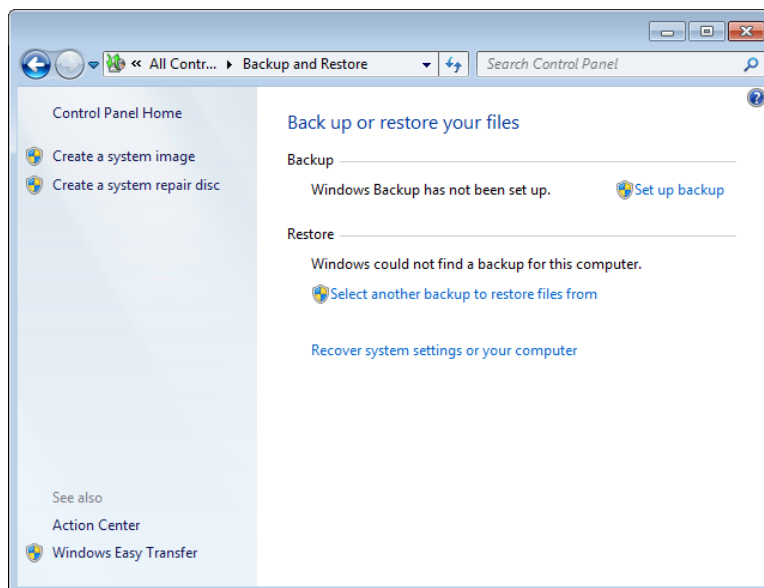 « All Contr... ▸ Backup and Restore
Search Control Panel
Control Panel Home
Create a system image
Create a system repair disc
Back up or restore your files
Backup
Windows Backup has not been set up. Set up backup
Restore
Windows could not find a backup for this computer.
Select another backup to restore files from
Recover system settings or your computer
See also
Action Center
Windows Easy Transfer